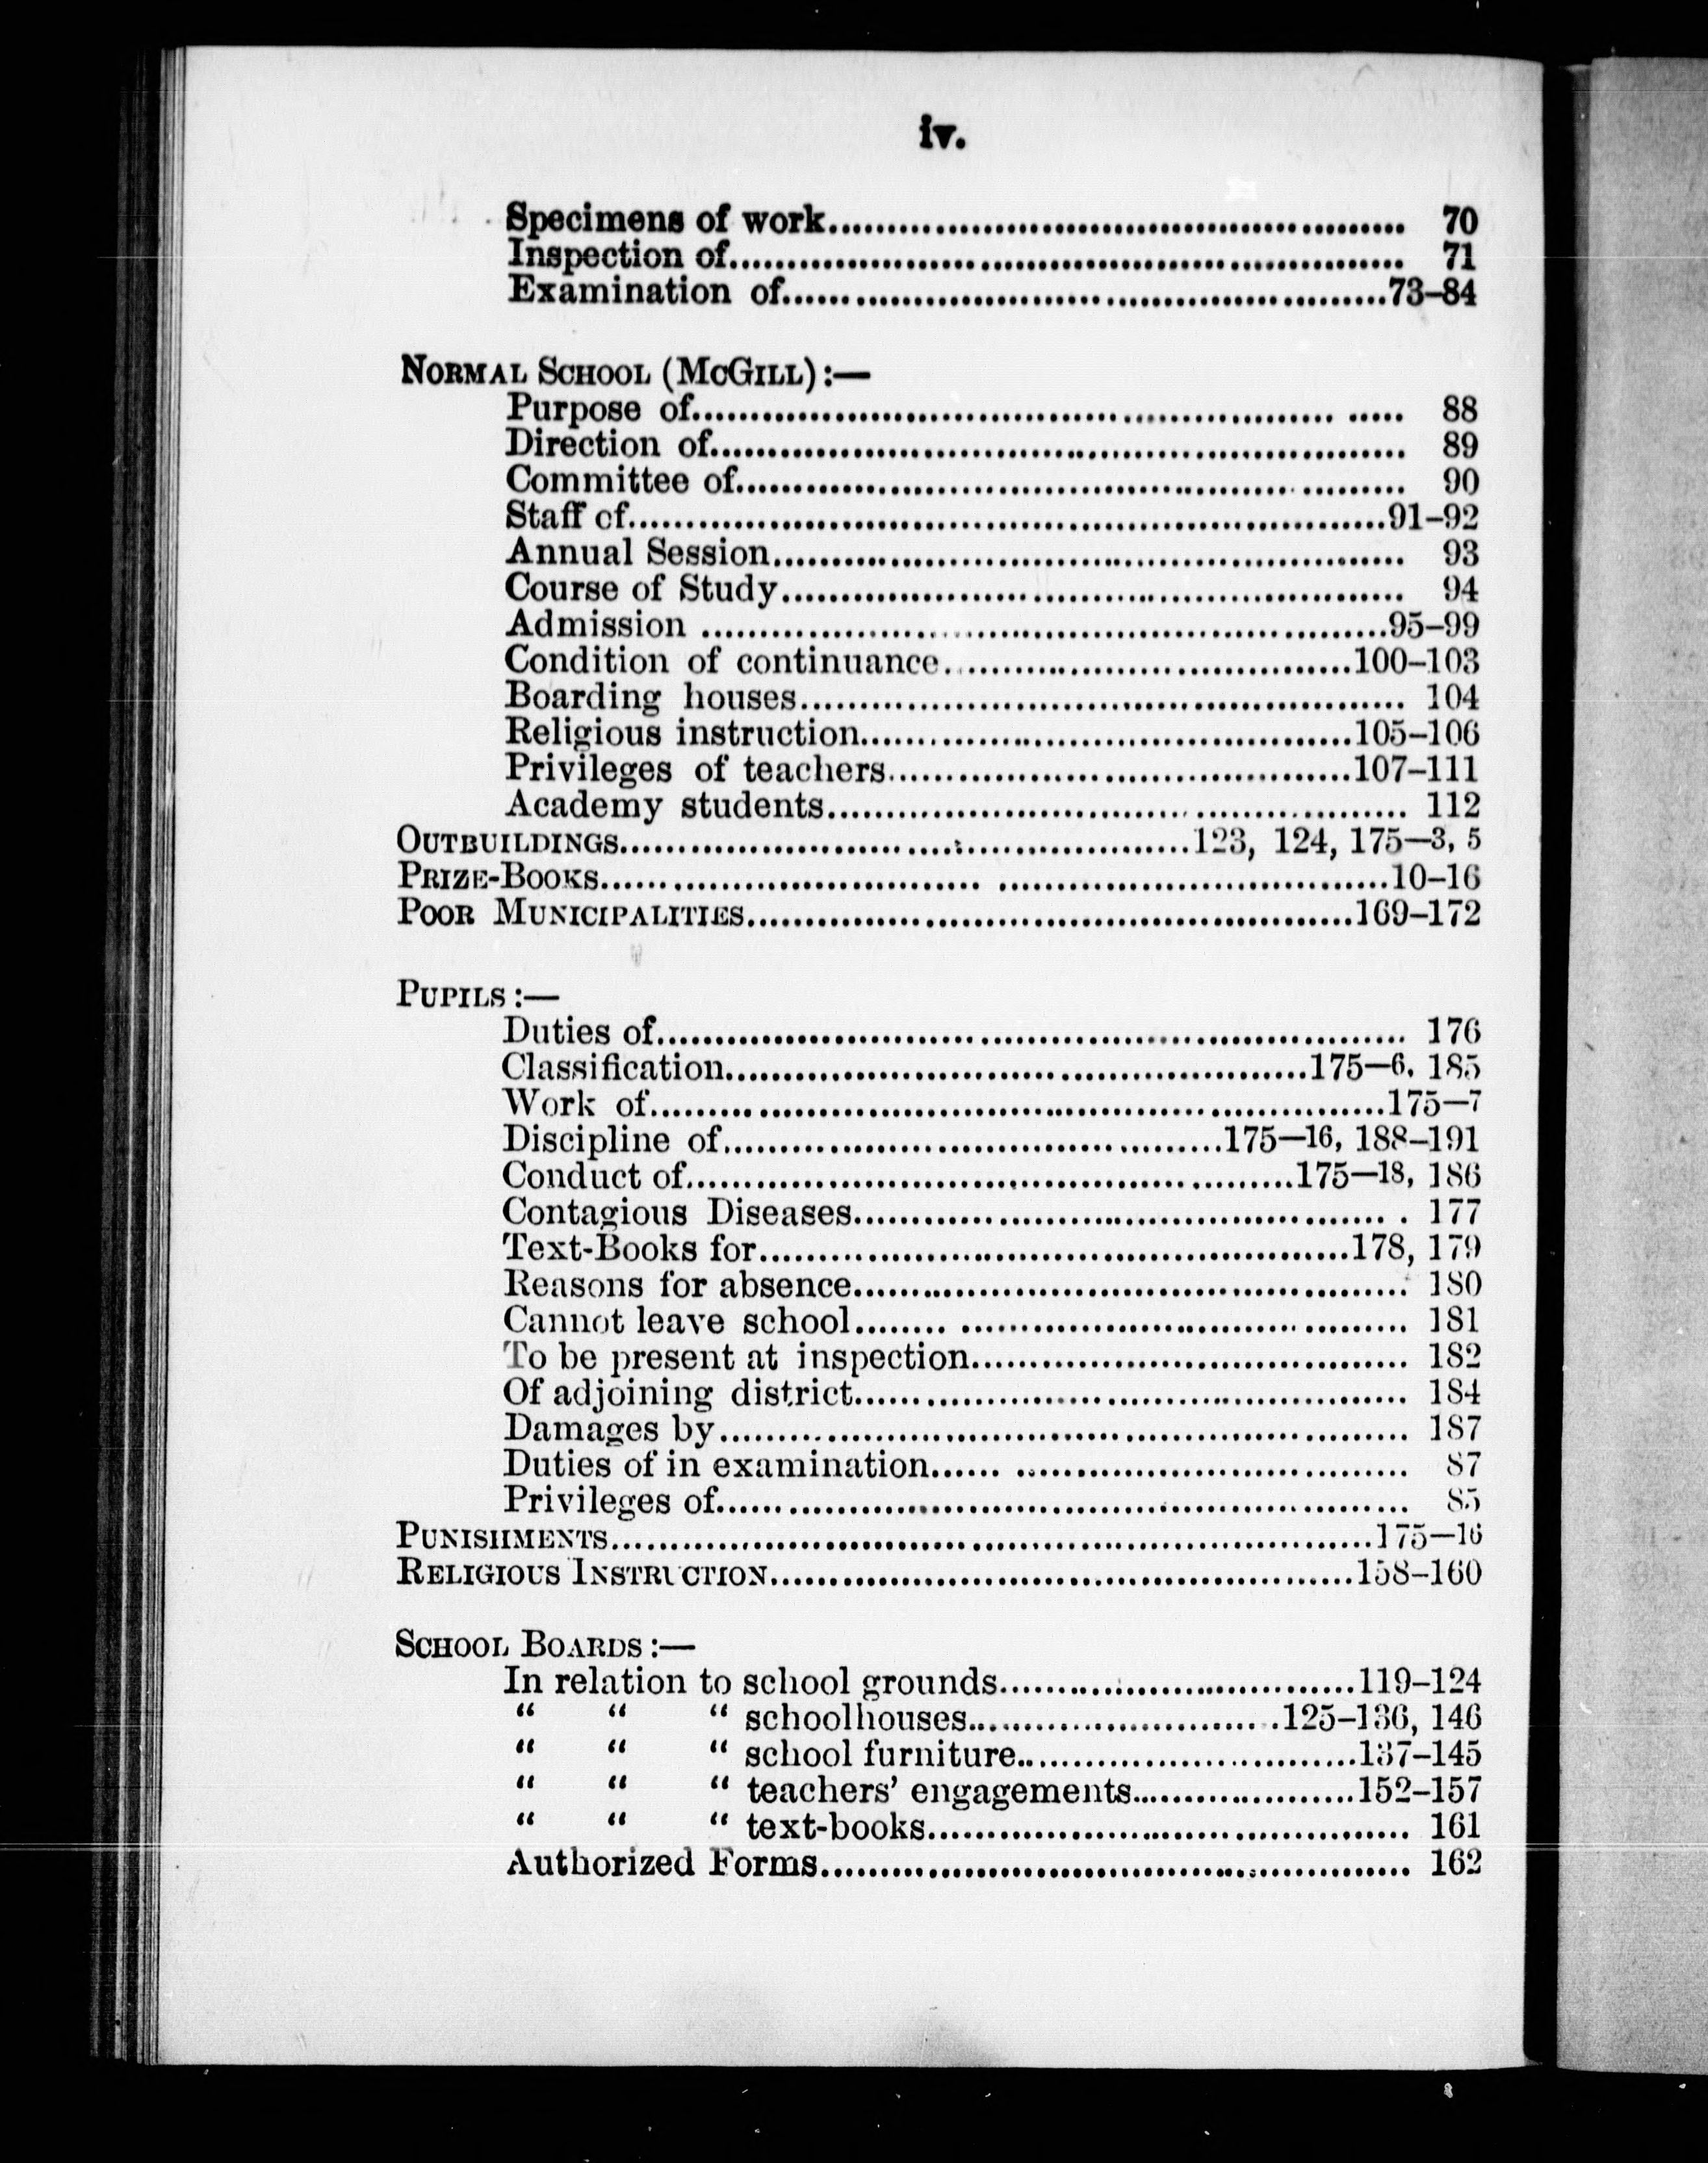 iv.
Specimens of work.................................................. 70
Inspection of.................................................. 71
Examination of..................................................73–84
NORMAL SCHOOL (MCGILL) :—
Purpose of.................................................. 88
Direction of.................................................. 89
Committee of.................................................. 90
Staff of..................................................91–92
Annual Session.................................................. 93
Course of Study.................................................. 94
Admission ..................................................95–99
Condition of continuance..................................100–103
Boarding houses.................................................. 104
Religious instruction..................................105–106
Privileges of teachers..................................107–111
Academy students.................................................. 112
OUTBUILDINGS..................................123, 124, 175—3, 5
PRIZE-BOOKS..................................................10–16
POOR MUNICIPALITIES..................................169–172
PUPILS :—
Duties of.................................................. 176
Classification..................................175—6, 185
Work of..................................................175—7
Discipline of..................................175—16, 188–191
Conduct of..................................175—18, 186
Contagious Diseases.................................. 177
Text-Books for..................................178, 179
Reasons for absence.................................. 180
Cannot leave school.................................. 181
To be present at inspection.................................. 182
Of adjoining district.................................. 184
Damages by.................................................. 187
Duties of in examination.................................. 87
Privileges of.................................................. 85
PUNISHMENTS..................................................175—16
RELIGIOUS INSTRUCTION..................................158–160
SCHOOL BOARDS :—
In relation to school grounds..................................119–124
“ “ “ schoolhouses..........................125–136, 146
“ “ “ school furniture..............................137–145
“ “ “ teachers’ engagements....................152–157
“ “ “ text-books.................................. 161
Authorized Forms.................................................. 162